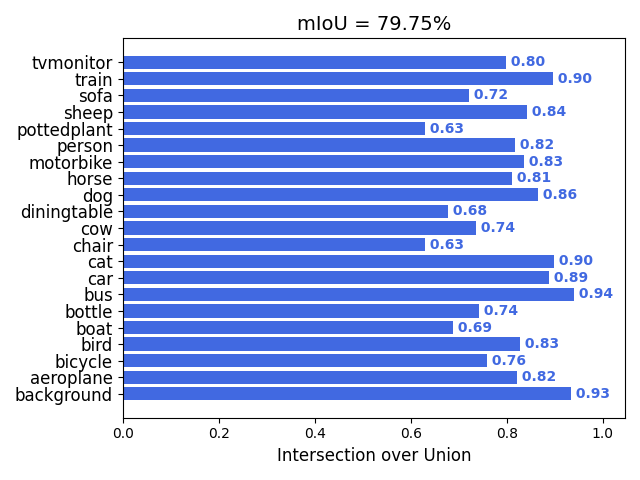 mIoU = 79.75%
tvmonitor 0.80
train 0.90
sofa 0.72
sheep 0.84
pottedplant 0.63
person 0.82
motorbike 0.83
horse 0.81
dog 0.86
diningtable 0.68
cow 0.74
chair 0.63
cat 0.90
car 0.89
bus 0.94
bottle 0.74
boat 0.69
bird 0.83
bicycle 0.76
aeroplane 0.82
background 0.93
0.0 0.2 0.4 0.6 0.8 1.0
Intersection over Union